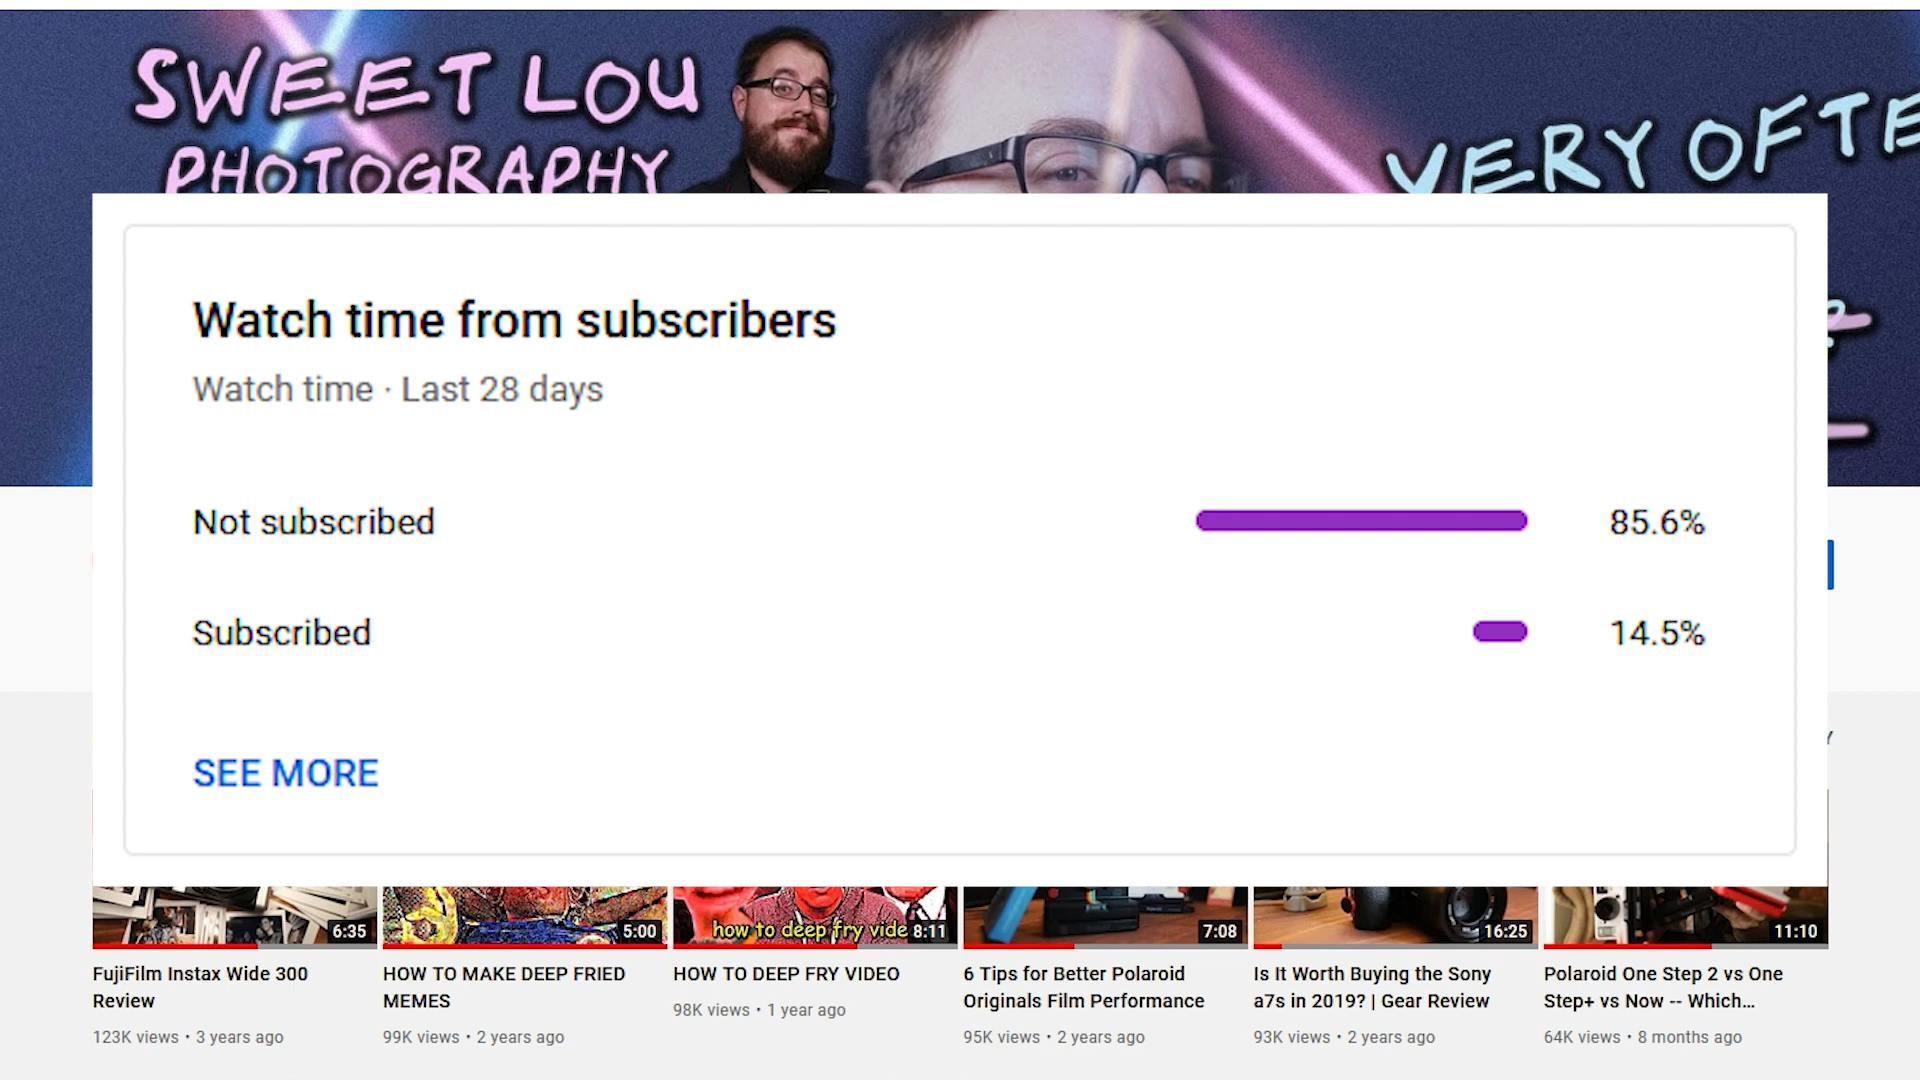 SWEET LOU
PHOTOGRAPHY
VERY OFTE
Watch time from subscribers
Watch time · Last 28 days
Not subscribed 85.6%
Subscribed 14.5%
SEE MORE
how to deep fry vide
6:35 5:00 8:11 7:08 16:25 11:10
FujiFilm Instax Wide 300
Review
123K views • 3 years ago
HOW TO MAKE DEEP FRIED
MEMES
99K views • 2 years ago
HOW TO DEEP FRY VIDEO
98K views • 1 year ago
6 Tips for Better Polaroid
Originals Film Performance
95K views • 2 years ago
Is It Worth Buying the Sony
a7s in 2019? | Gear Review
93K views • 2 years ago
Polaroid One Step 2 vs One
Step+ vs Now -- Which...
64K views • 8 months ago